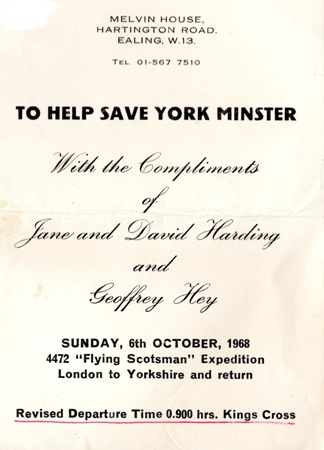 MELVIN HOUSE,
HARTINGTON ROAD.
EALING, W.13.
TEL 01-567 7510
TO HELP SAVE YORK MINSTER
With the Compliments
of
Jane and David Harding
and
Geoffrey Hey
SUNDAY, 6th OCTOBER, 1968
4472 "Flying Scotsman" Expedition
London to Yorkshire and return
Revised Departure Time 0.900 hrs. Kings Cross